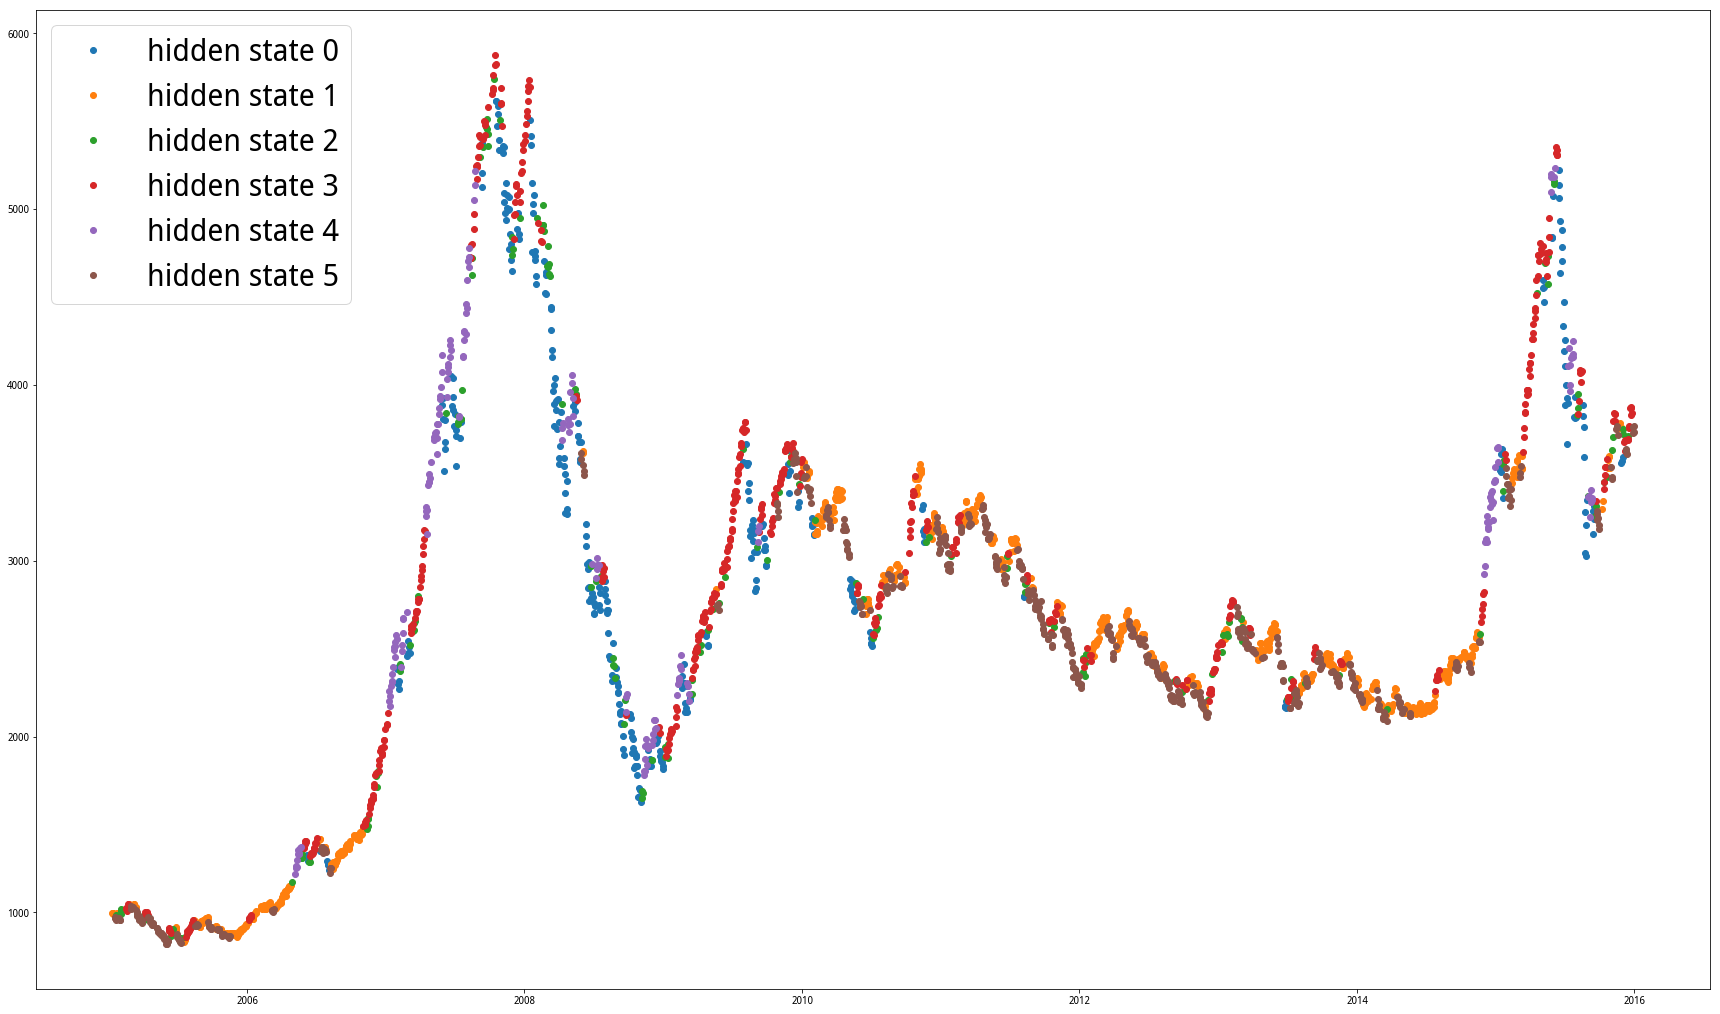 hidden state 0
hidden state 1
hidden state 2
hidden state 3
hidden state 4
hidden state 5
6000
5000
4000
3000
2000
1000
2006 2008 2010 2012 2014 2016